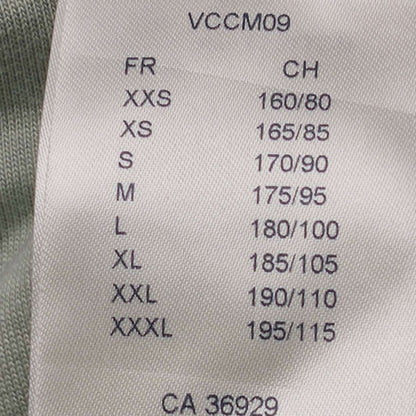 VCCM09
FR CH
XXS 160/80
XS 165/85
S 170/90
M 175/95
L 180/100
XL 185/105
XXL 190/110
XXXL 195/115
CA 36929